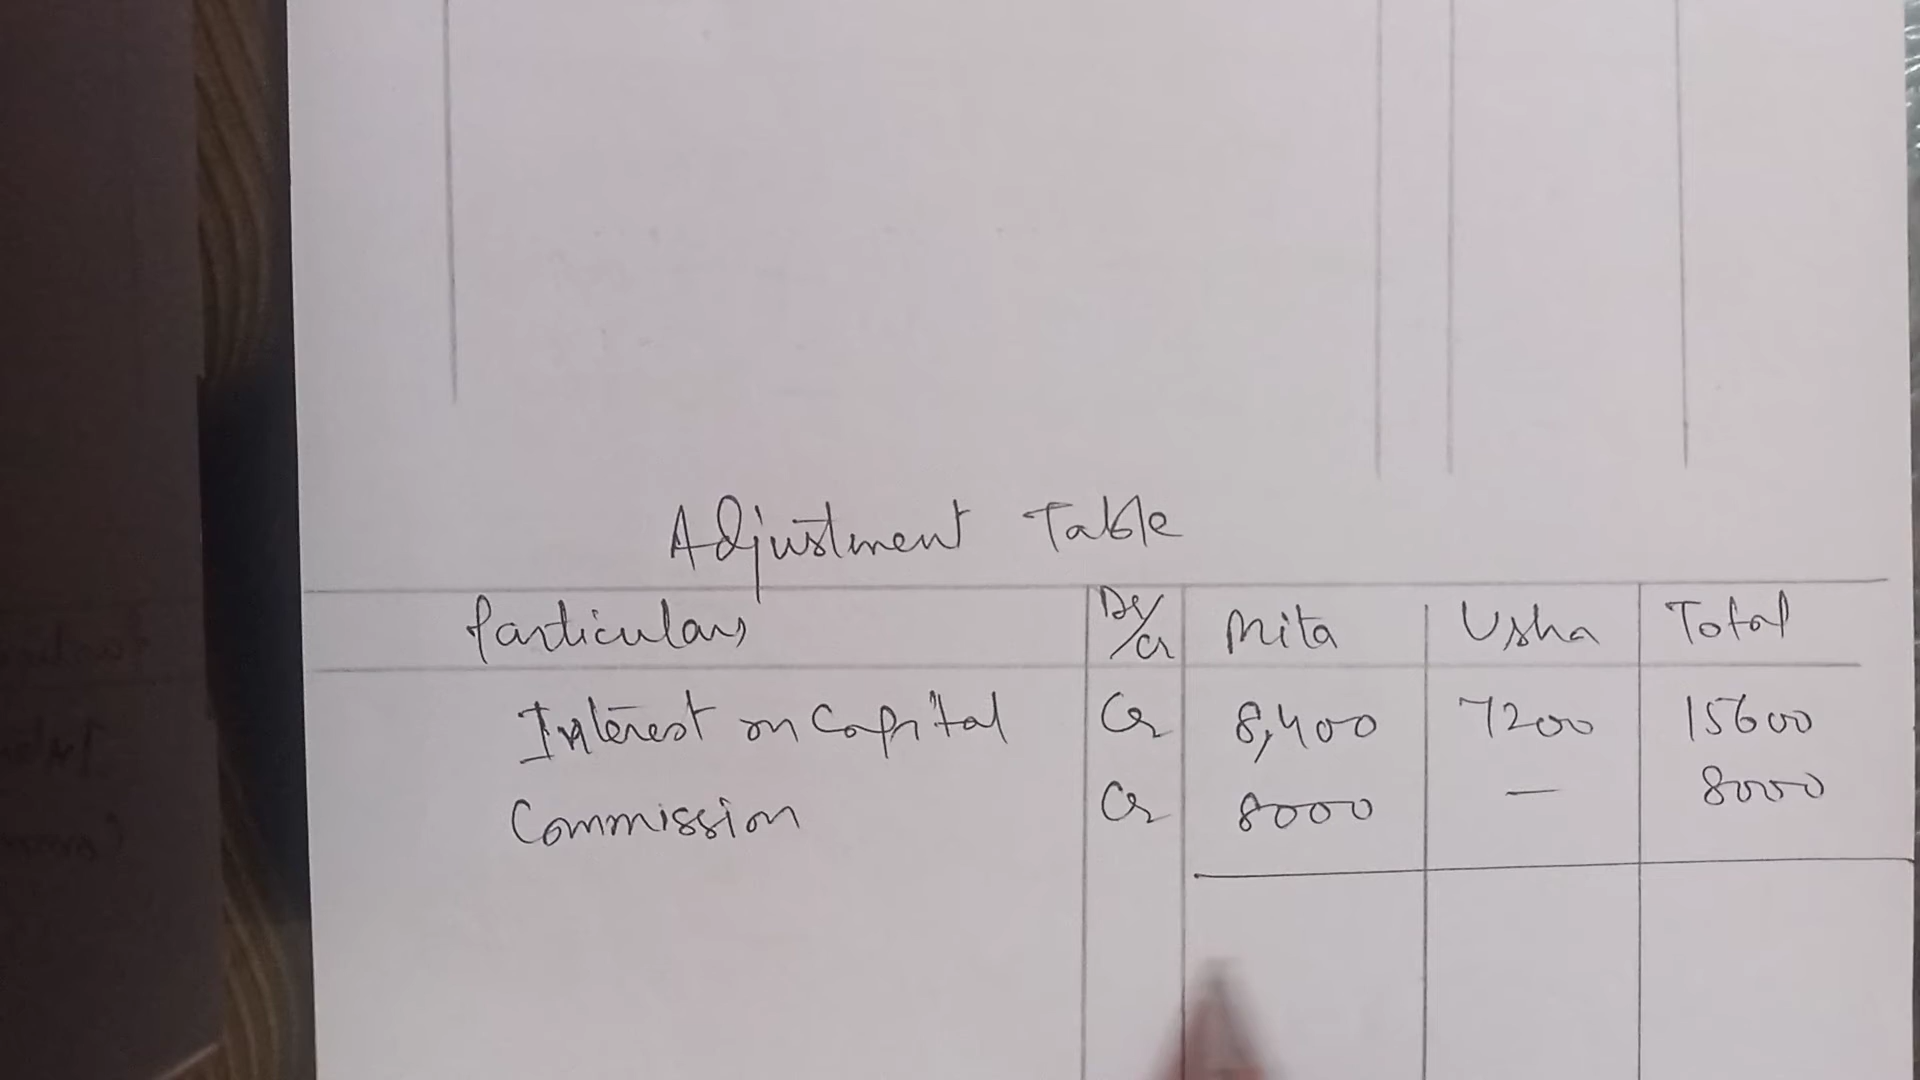 Adjustment Table
Particulars Dr/Cr Mita Usha Total
Interest on Capital Cr 8,400 7200 15600
Commission Cr 8000 — 8000